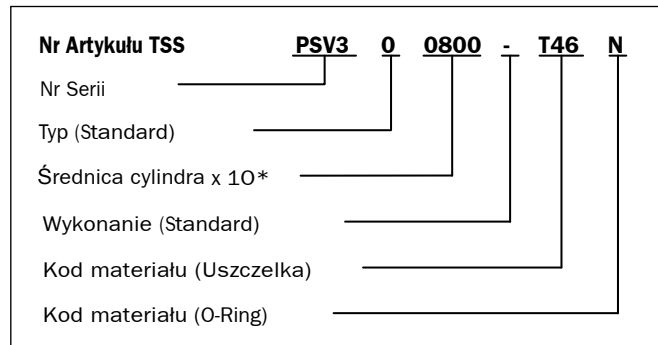 Nr Artykułu TSS PSV3 0 0800 - T46 N
Nr Serii
Typ (Standard)
Średnica cylindra x 10*
Wykonanie (Standard)
Kod materiału (Uszczelka)
Kod materiału (O-Ring)